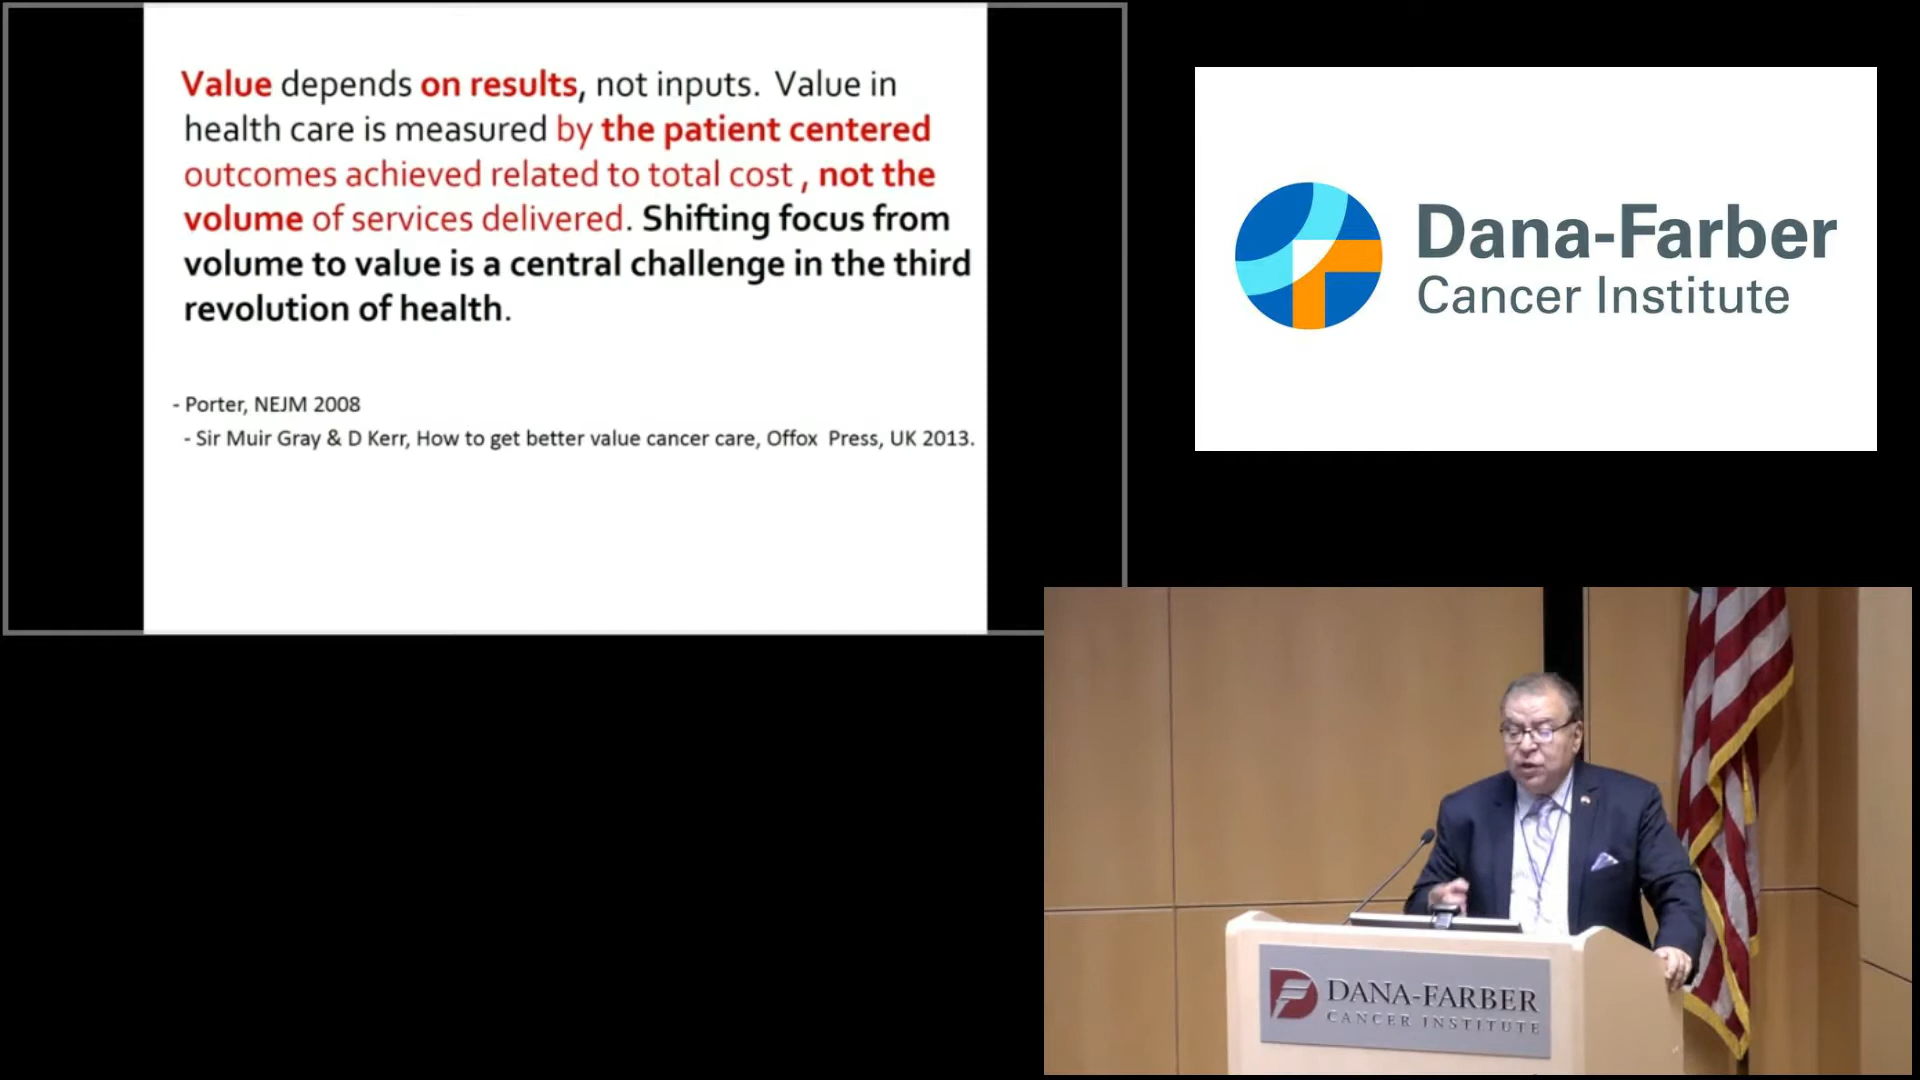 Value depends on results, not inputs.  Value in
health care is measured by the patient centered
outcomes achieved related to total cost , not the
volume of services delivered. Shifting focus from
volume to value is a central challenge in the third
revolution of health.
- Porter, NEJM 2008
- Sir Muir Gray & D Kerr, How to get better value cancer care, Offox  Press, UK 2013.
Dana-Farber
Cancer Institute
DANA-FARBER
CANCER INSTITUTE